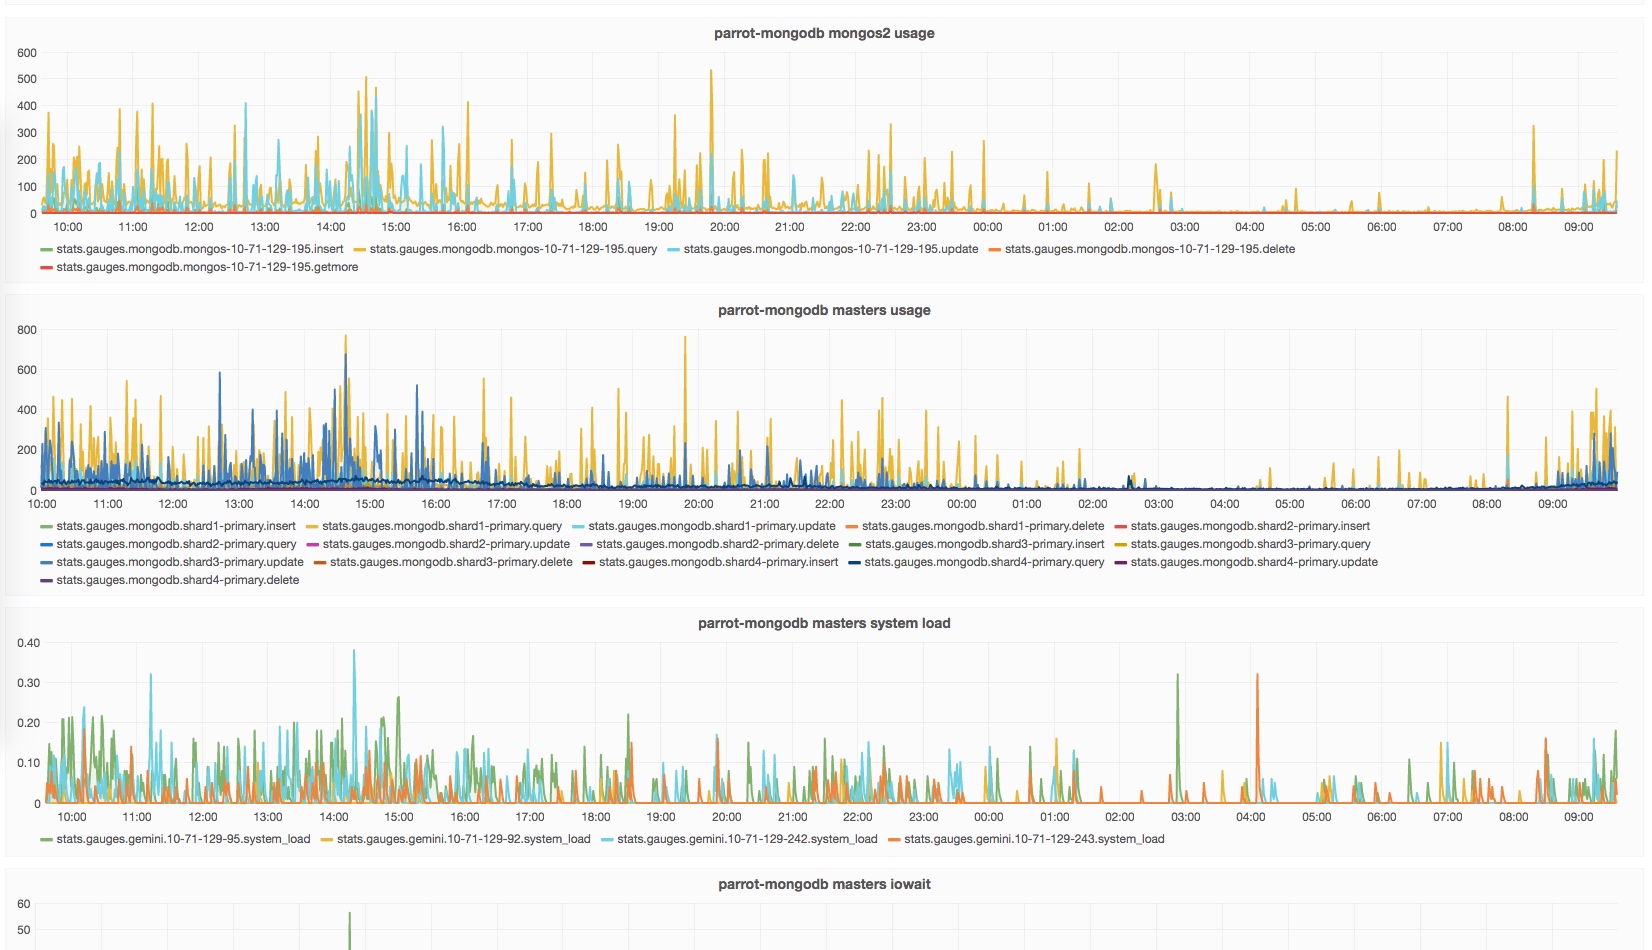 parrot-mongodb mongos2 usage
600
500
400
300
200
100
0
10:00 11:00 12:00 13:00 14:00 15:00 16:00 17:00 18:00 19:00 20:00 21:00 22:00 23:00 00:00 01:00 02:00 03:00 04:00 05:00 06:00 07:00 08:00 09:00
stats.gauges.mongodb.mongos-10-71-129-195.insert stats.gauges.mongodb.mongos-10-71-129-195.query stats.gauges.mongodb.mongos-10-71-129-195.update stats.gauges.mongodb.mongos-10-71-129-195.delete
stats.gauges.mongodb.mongos-10-71-129-195.getmore
parrot-mongodb masters usage
800
600
400
200
0
10:00 11:00 12:00 13:00 14:00 15:00 16:00 17:00 18:00 19:00 20:00 21:00 22:00 23:00 00:00 01:00 02:00 03:00 04:00 05:00 06:00 07:00 08:00 09:00
stats.gauges.mongodb.shard1-primary.insert stats.gauges.mongodb.shard1-primary.query stats.gauges.mongodb.shard1-primary.update stats.gauges.mongodb.shard1-primary.delete stats.gauges.mongodb.shard2-primary.insert
stats.gauges.mongodb.shard2-primary.query stats.gauges.mongodb.shard2-primary.update stats.gauges.mongodb.shard2-primary.delete stats.gauges.mongodb.shard3-primary.insert stats.gauges.mongodb.shard3-primary.query
stats.gauges.mongodb.shard3-primary.update stats.gauges.mongodb.shard3-primary.delete stats.gauges.mongodb.shard4-primary.insert stats.gauges.mongodb.shard4-primary.query stats.gauges.mongodb.shard4-primary.update
stats.gauges.mongodb.shard4-primary.delete
parrot-mongodb masters system load
0.40
0.30
0.20
0.10
0
10:00 11:00 12:00 13:00 14:00 15:00 16:00 17:00 18:00 19:00 20:00 21:00 22:00 23:00 00:00 01:00 02:00 03:00 04:00 05:00 06:00 07:00 08:00 09:00
stats.gauges.gemini.10-71-129-95.system_load stats.gauges.gemini.10-71-129-92.system_load stats.gauges.gemini.10-71-129-242.system_load stats.gauges.gemini.10-71-129-243.system_load
parrot-mongodb masters iowait
60
50